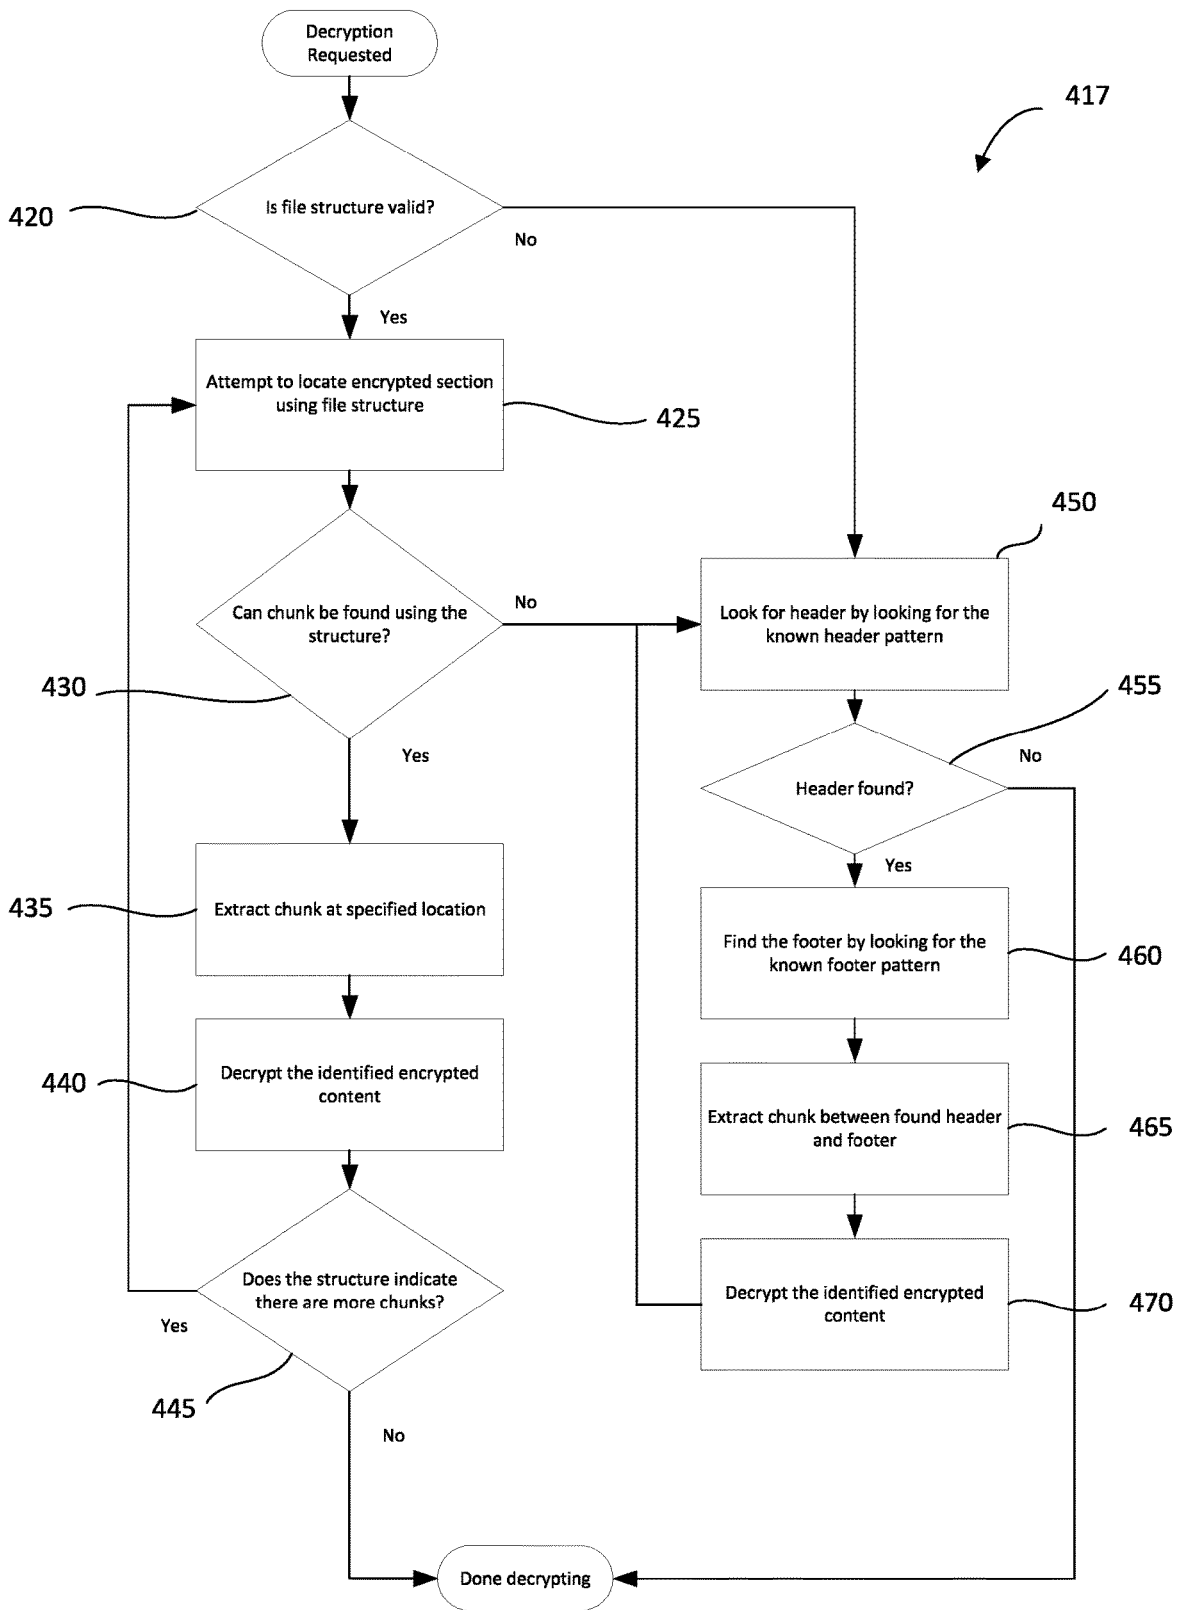 Decryption
Requested
417
Is file structure valid?
420
No
Yes
Attempt to locate encrypted section
using file structure
425
450
Can chunk be found using the
structure?
No
Look for header by looking for the
known header pattern
430
455
Yes
No
Header found?
Yes
435
Extract chunk at specified location
Find the footer by looking for the
known footer pattern
460
440
Decrypt the identified encrypted
content
Extract chunk between found header
and footer
465
Does the structure indicate
there are more chunks?
Decrypt the identified encrypted
content
470
Yes
445
No
Done decrypting